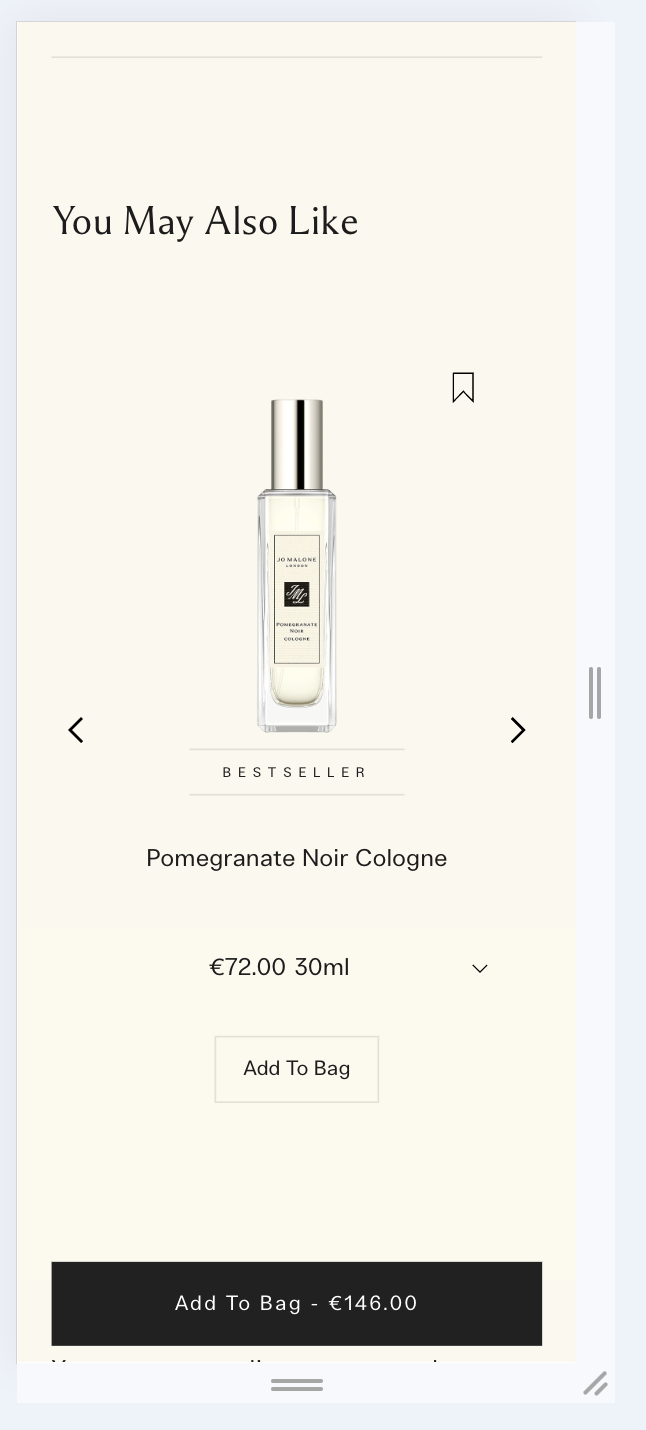 You May Also Like
JO MALONE
LONDON
JML
POMEGRANATE
NOIR
COLOGNE
BESTSELLER
Pomegranate Noir Cologne
€72.00 30ml
Add To Bag
Add To Bag - €146.00